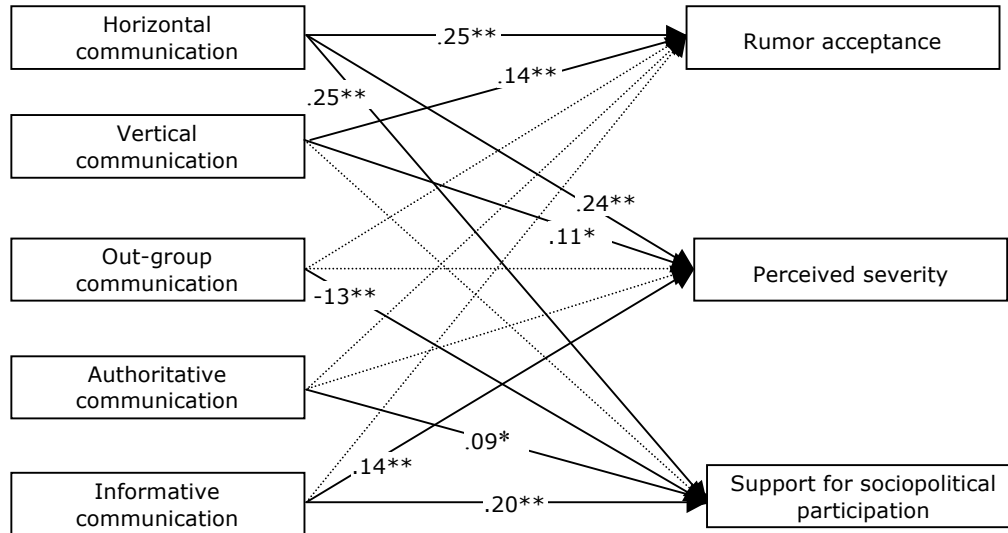 Horizontal
communication
.25**
Rumor acceptance
.14**
.25**
Vertical
communication
.24**
.11*
Out-group
communication
-13**
Perceived severity
Authoritative
communication
.09*
.14**
Informative
communication
.20**
Support for sociopolitical
participation